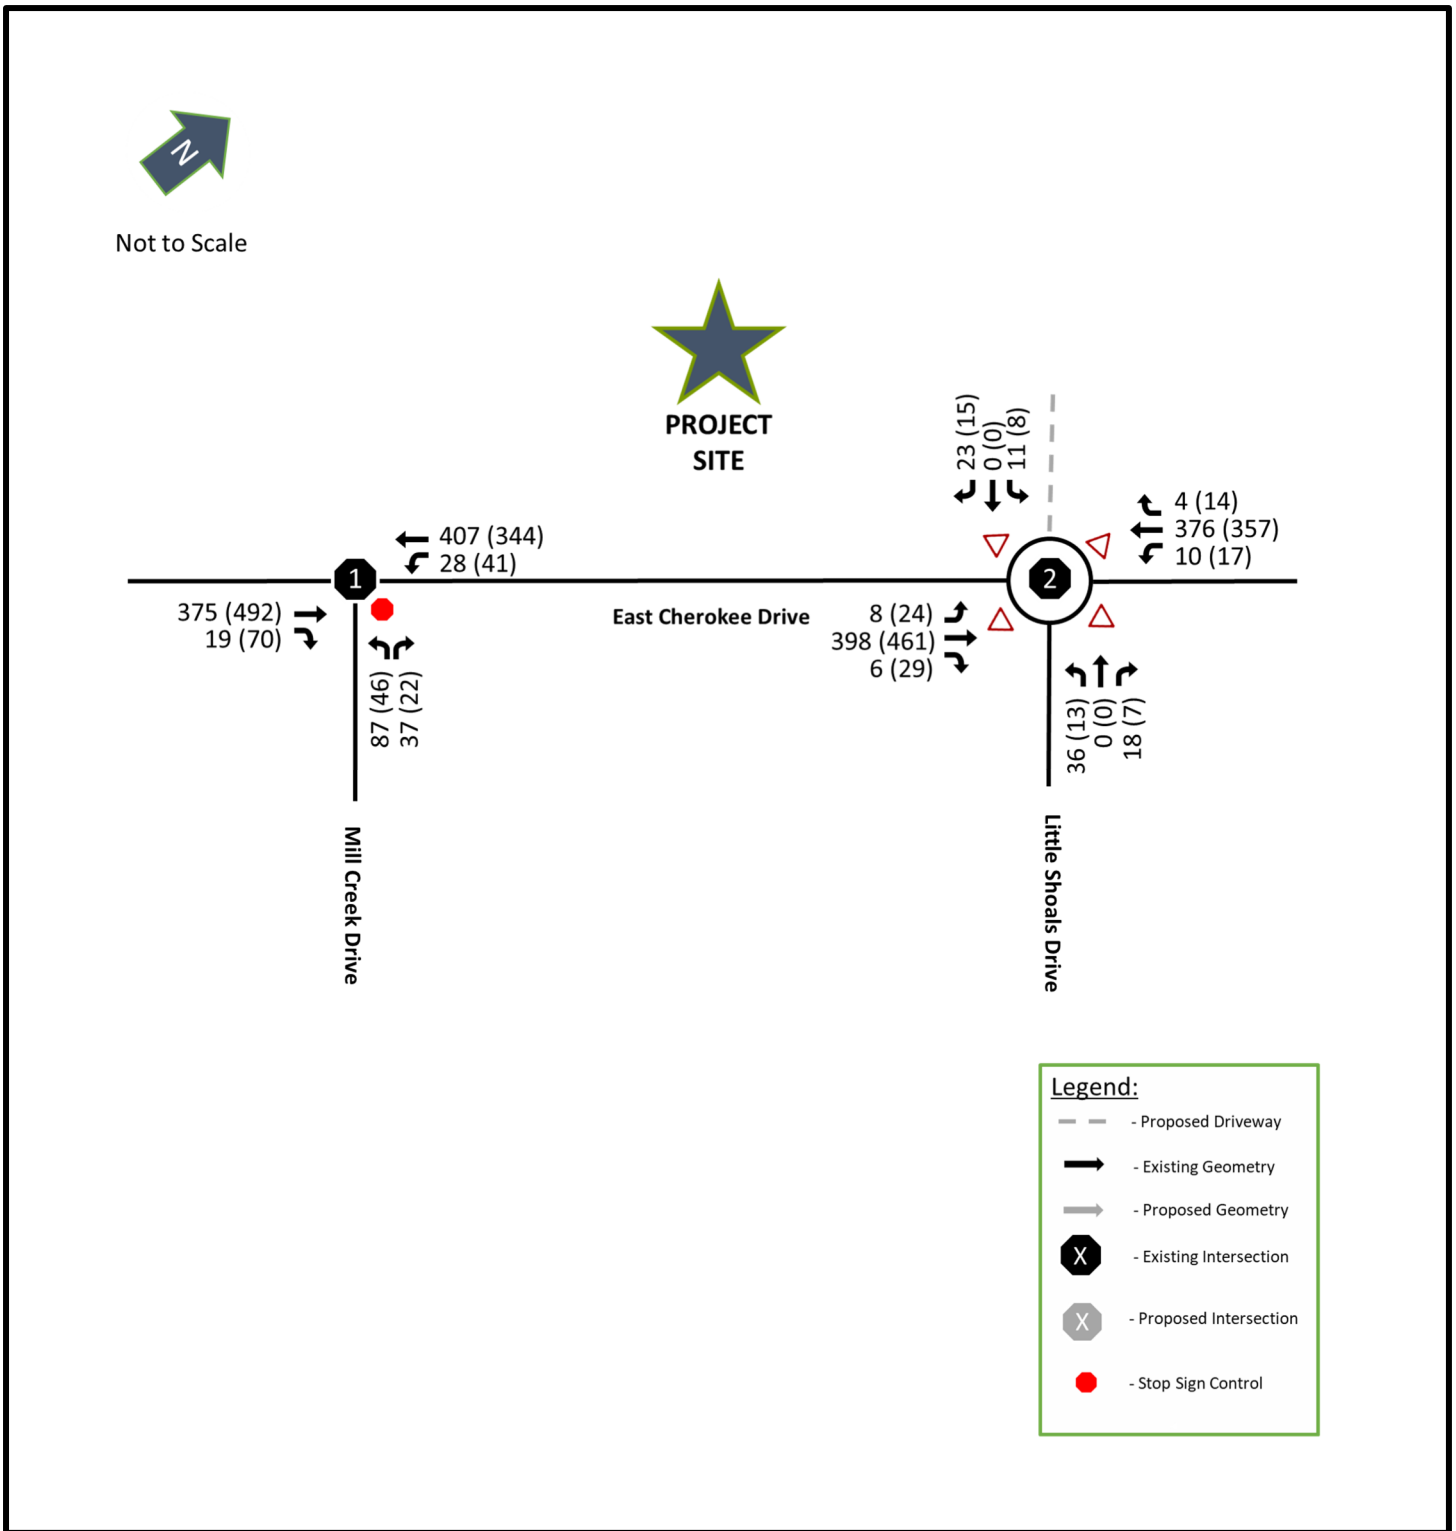 N
Not to Scale
PROJECT
SITE
23 (15)
0 (0)
11 (8)
4 (14)
376 (357)
10 (17)
407 (344)
28 (41)
1
2
375 (492)
19 (70)
East Cherokee Drive
8 (24)
398 (461)
6 (29)
87 (46)
37 (22)
36 (13)
0 (0)
18 (7)
Mill Creek Drive
Little Shoals Drive
Legend:
- Proposed Driveway
- Existing Geometry
- Proposed Geometry
X - Existing Intersection
X - Proposed Intersection
- Stop Sign Control